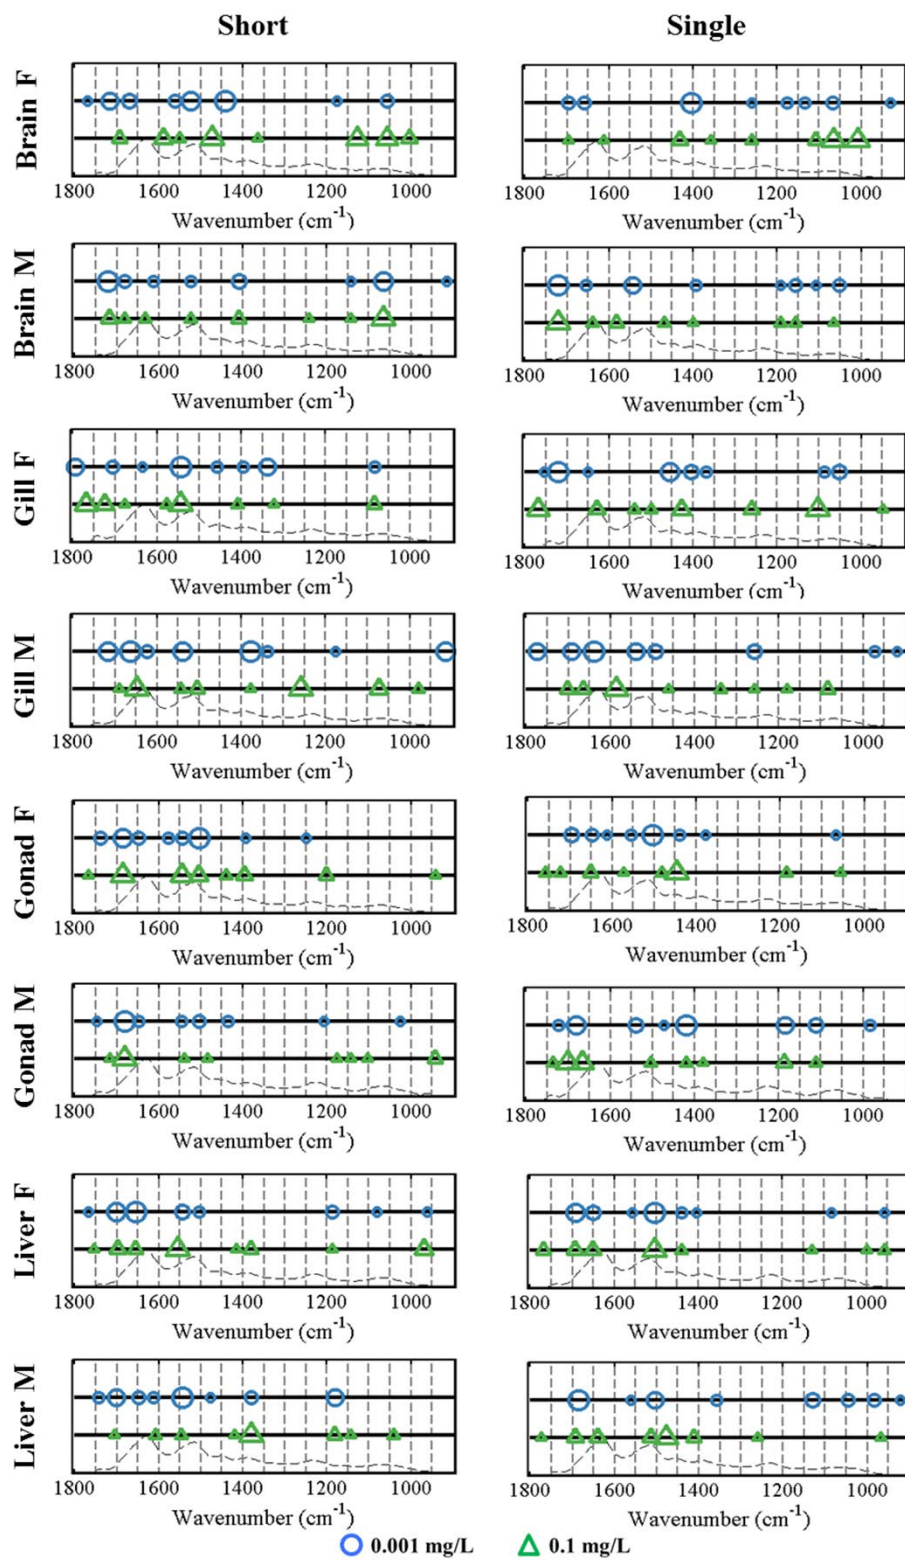 Short Single
Brain F
1800 1600 1400 1200 1000 1800 1600 1400 1200 1000
Wavenumber (cm⁻¹) Wavenumber (cm⁻¹)
Brain M
1800 1600 1400 1200 1000 1800 1600 1400 1200 1000
Wavenumber (cm⁻¹) Wavenumber (cm⁻¹)
Gill F
1800 1600 1400 1200 1000 1800 1600 1400 1200 1000
Wavenumber (cm⁻¹) Wavenumber (cm⁻¹)
Gill M
1800 1600 1400 1200 1000 1800 1600 1400 1200 1000
Wavenumber (cm⁻¹) Wavenumber (cm⁻¹)
Gonad F
1800 1600 1400 1200 1000 1800 1600 1400 1200 1000
Wavenumber (cm⁻¹) Wavenumber (cm⁻¹)
Gonad M
1800 1600 1400 1200 1000 1800 1600 1400 1200 1000
Wavenumber (cm⁻¹) Wavenumber (cm⁻¹)
Liver F
1800 1600 1400 1200 1000 1800 1600 1400 1200 1000
Wavenumber (cm⁻¹) Wavenumber (cm⁻¹)
Liver M
1800 1600 1400 1200 1000 1800 1600 1400 1200 1000
Wavenumber (cm⁻¹) Wavenumber (cm⁻¹)
0.001 mg/L 0.1 mg/L